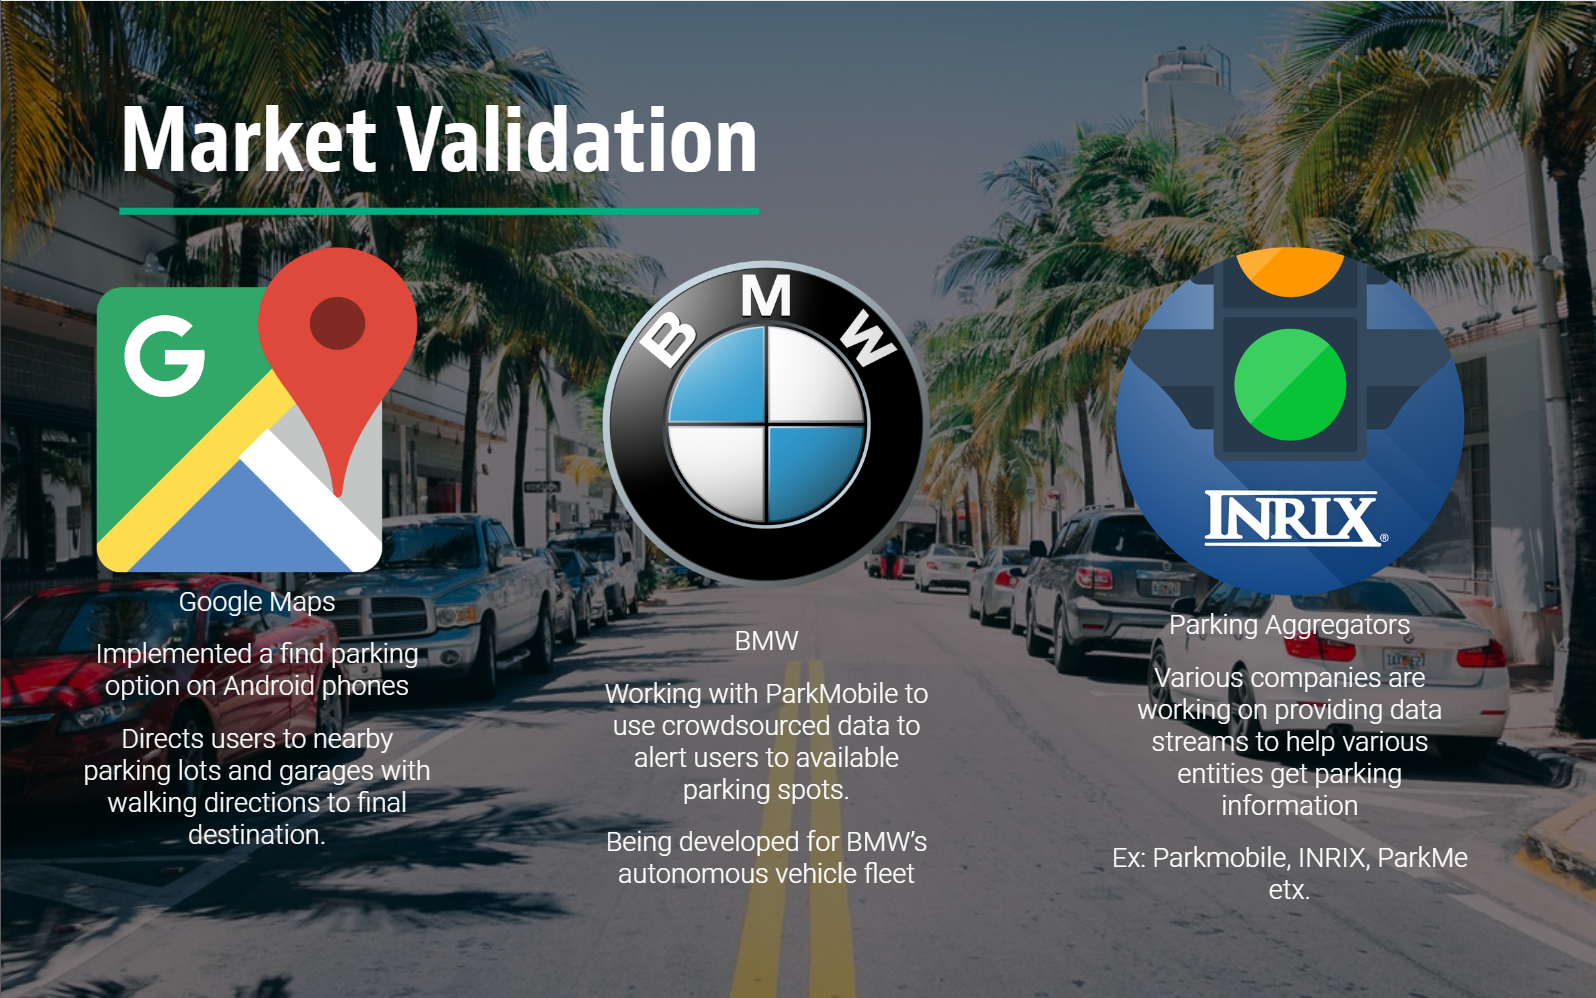 Market Validation
G
B M W
INRIX®
Google Maps
Implemented a find parking
option on Android phones
Directs users to nearby
parking lots and garages with
walking directions to final
destination.
BMW
Working with ParkMobile to
use crowdsourced data to
alert users to available
parking spots.
Being developed for BMW’s
autonomous vehicle fleet
Parking Aggregators
Various companies are
working on providing data
streams to help various
entities get parking
information
Ex: Parkmobile, INRIX, ParkMe
etx.